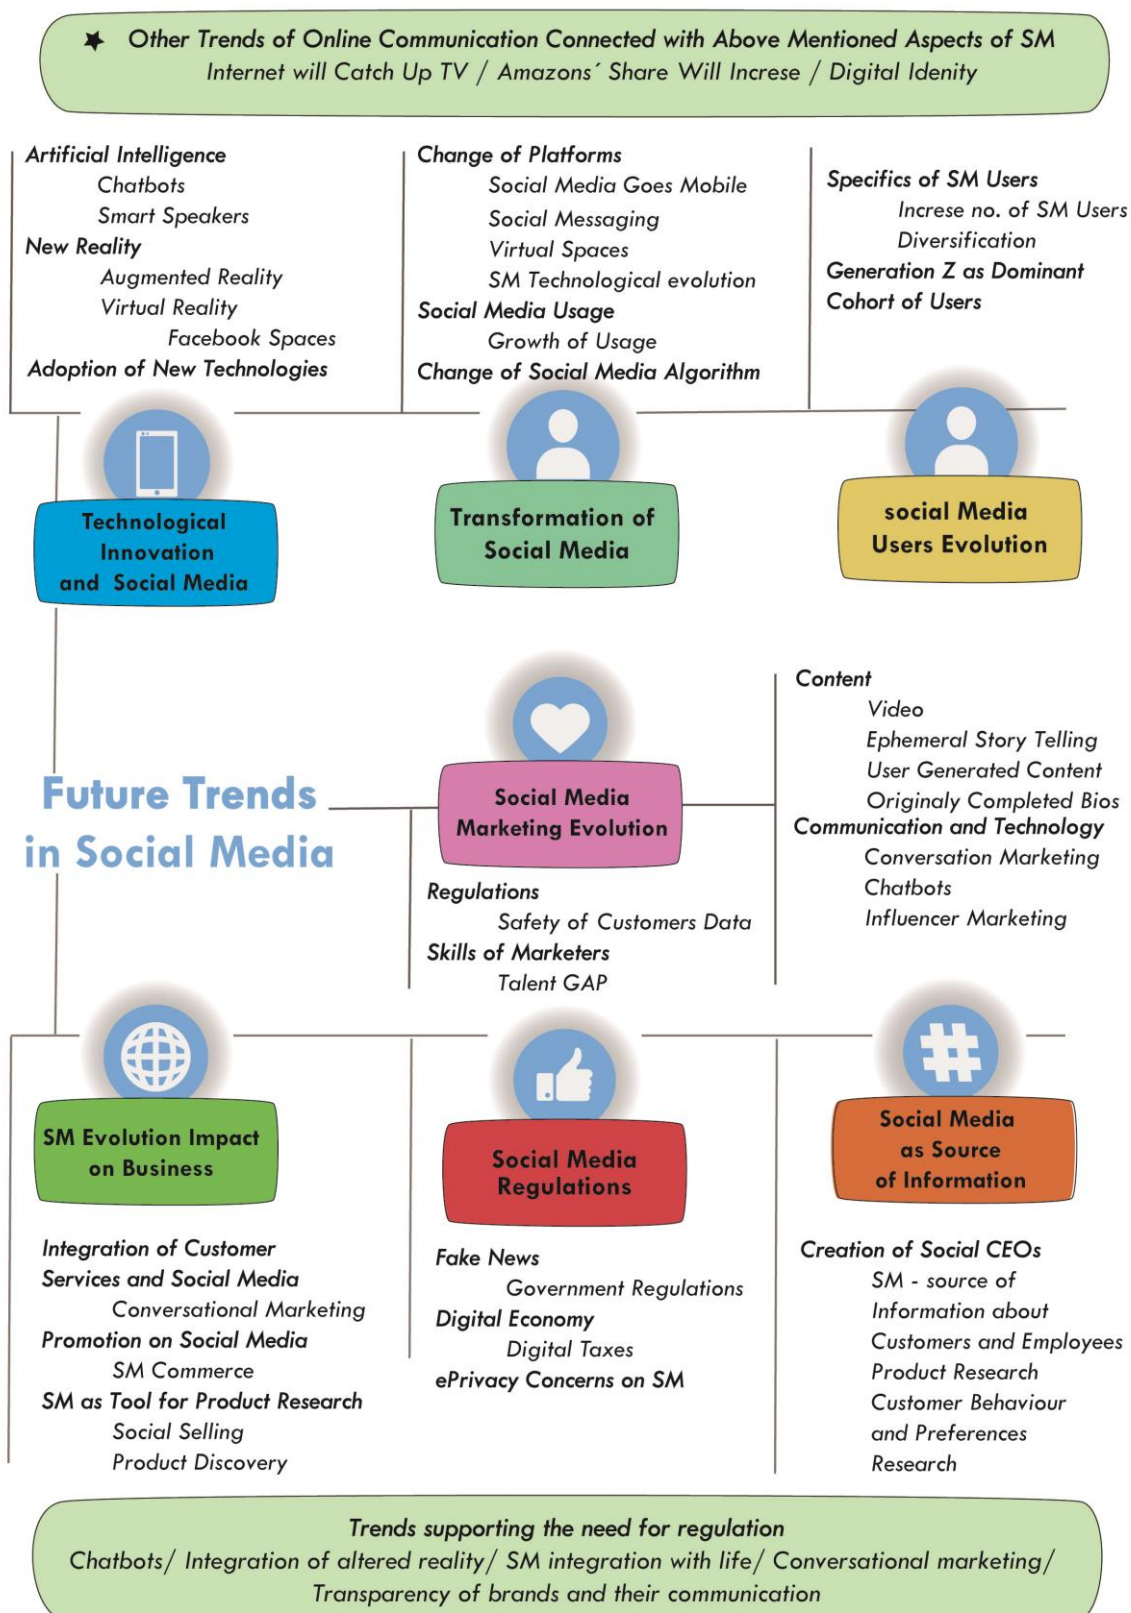 ★ Other Trends of Online Communication Connected with Above Mentioned Aspects of SM
Internet will Catch Up TV / Amazons´ Share Will Increse / Digital Idenity
Artificial Intelligence
Chatbots
Smart Speakers
New Reality
Augmented Reality
Virtual Reality
Facebook Spaces
Adoption of New Technologies
Technological
Innovation
and Social Media
Change of Platforms
Social Media Goes Mobile
Social Messaging
Virtual Spaces
SM Technological evolution
Social Media Usage
Growth of Usage
Change of Social Media Algorithm
Transformation of
Social Media
Specifics of SM Users
Increse no. of SM Users
Diversification
Generation Z as Dominant
Cohort of Users
social Media
Users Evolution
Future Trends
in Social Media
Social Media
Marketing Evolution
Regulations
Safety of Customers Data
Skills of Marketers
Talent GAP
Content
Video
Ephemeral Story Telling
User Generated Content
Originaly Completed Bios
Communication and Technology
Conversation Marketing
Chatbots
Influencer Marketing
SM Evolution Impact
on Business
Integration of Customer
Services and Social Media
Conversational Marketing
Promotion on Social Media
SM Commerce
SM as Tool for Product Research
Social Selling
Product Discovery
Social Media
Regulations
Fake News
Government Regulations
Digital Economy
Digital Taxes
ePrivacy Concerns on SM
#
Social Media
as Source
of Information
Creation of Social CEOs
SM - source of
Information about
Customers and Employees
Product Research
Customer Behaviour
and Preferences
Research
Trends supporting the need for regulation
Chatbots/ Integration of altered reality/ SM integration with life/ Conversational marketing/
Transparency of brands and their communication